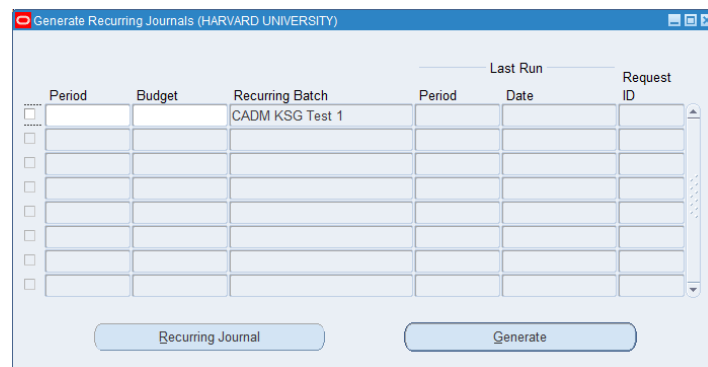 Generate Recurring Journals (HARVARD UNIVERSITY)
Last Run
Request
Period Budget Recurring Batch Period Date ID
CADM KSG Test 1
Recurring Journal Generate